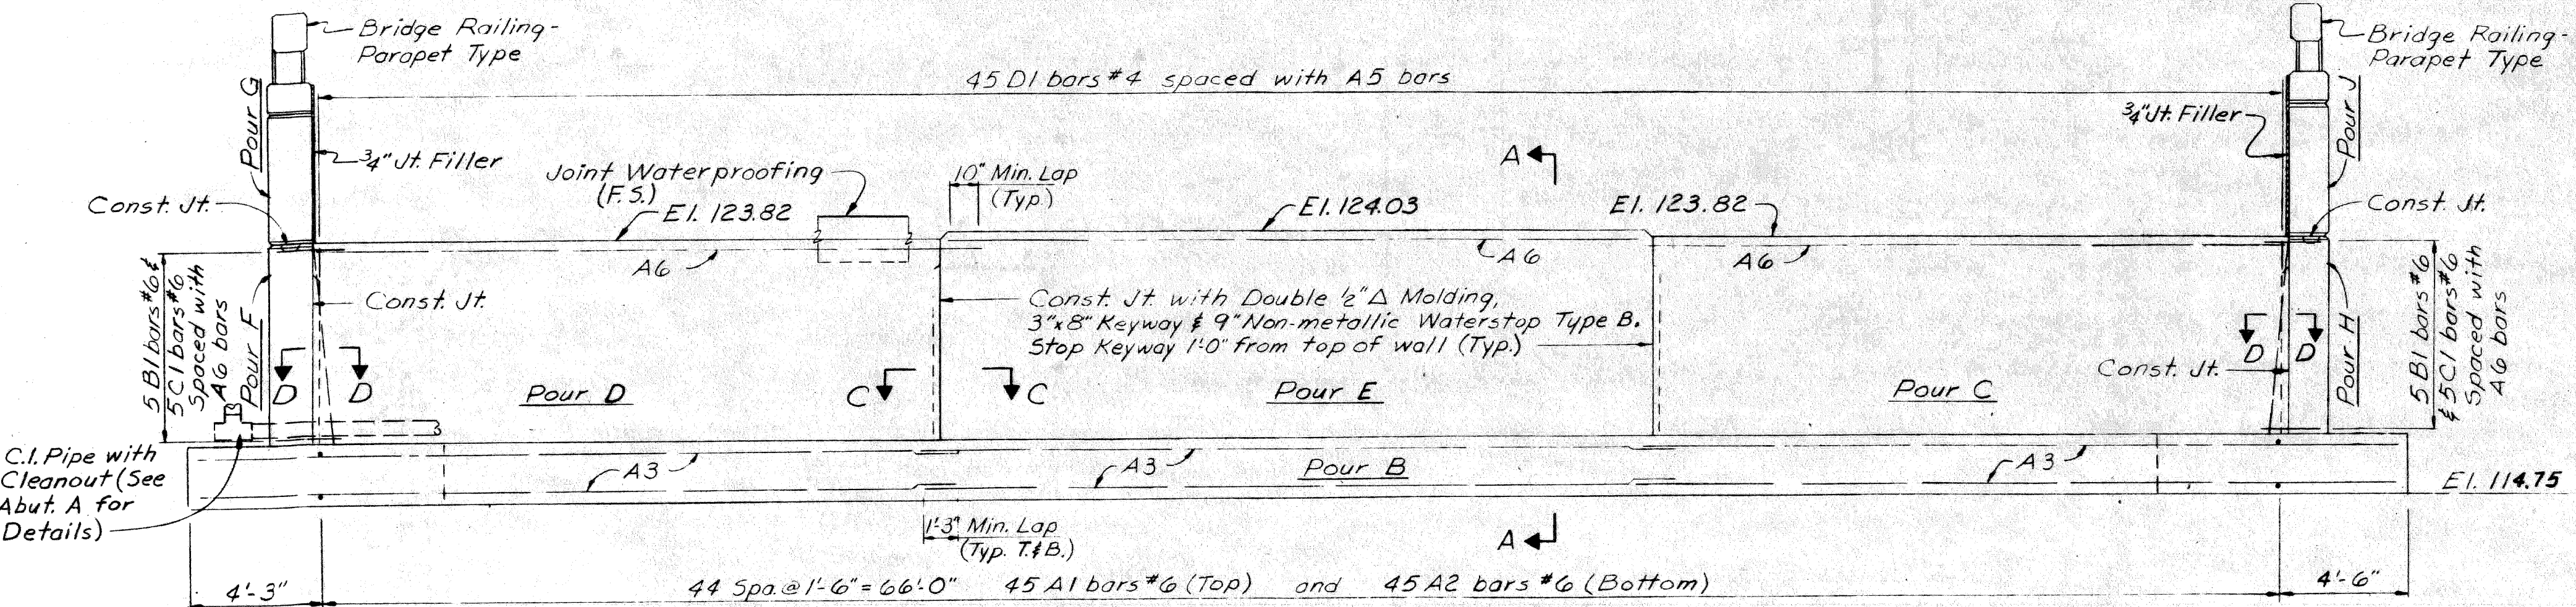 Bridge Railing-
Parapet Type
Bridge Railing-
Parapet Type
45 D1 bars #4 spaced with A5 bars
Pour G
3/4" Jt. Filler
3/4" Jt. Filler
Pour J
Joint Waterproofing
(F.S.)
10" Min. Lap
(Typ.)
A
Const. Jt.
El. 123.82
El. 124.03
El. 123.82
Const. Jt.
A6
A6
A6
5 B1 bars #6 &
5 C1 bars #6
Spaced with
A6 bars
Pour F
Const. Jt.
Const. Jt. with Double 1/2" Δ Molding,
3"x8" Keyway & 9" Non-metallic Waterstop Type B.
Stop Keyway 1'-0" from top of wall (Typ.)
Const. Jt.
Pour H
5 B1 bars #6
& 5 C1 bars #6
Spaced with
A6 bars
D
D
Pour D
C
C
Pour E
Pour C
D
D
C.I. Pipe with
Cleanout (See
Abut. A for
Details)
A3
A3
Pour B
A3
El. 114.75
1'-3" Min. Lap
(Typ. T. & B.)
A
4'-3"
44 Spa. @ 1'-6" = 66'-0" 45 A1 bars #6 (Top) and 45 A2 bars #6 (Bottom)
4'-6"